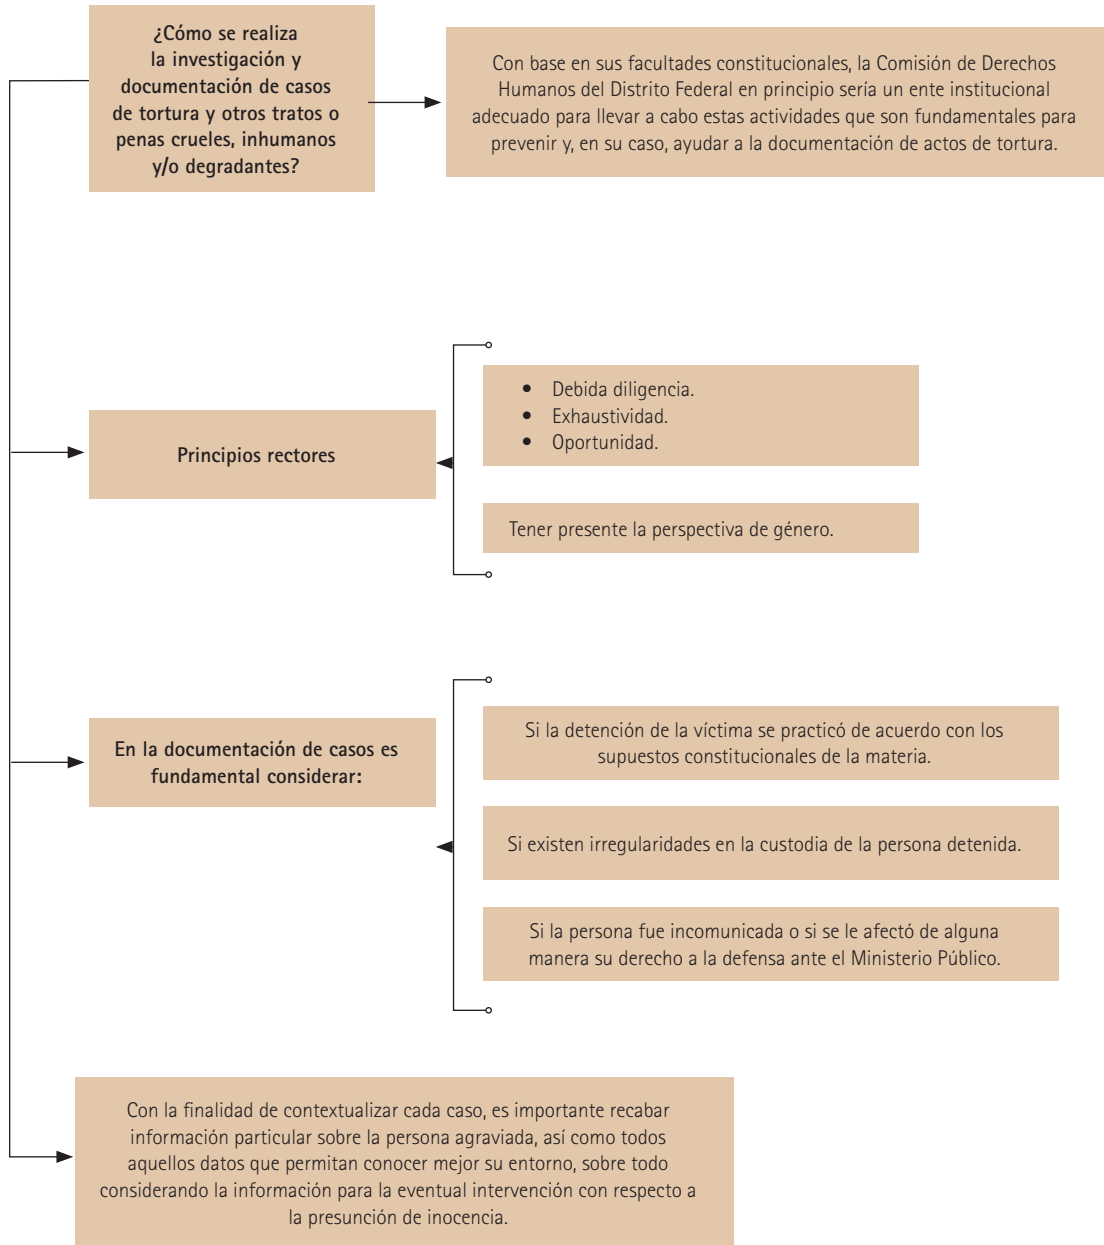 ¿Cómo se realiza
la investigación y
documentación de casos
de tortura y otros tratos o
penas crueles, inhumanos
y/o degradantes?
Con base en sus facultades constitucionales, la Comisión de Derechos
Humanos del Distrito Federal en principio sería un ente institucional
adecuado para llevar a cabo estas actividades que son fundamentales para
prevenir y, en su caso, ayudar a la documentación de actos de tortura.
Principios rectores
• Debida diligencia.
• Exhaustividad.
• Oportunidad.
Tener presente la perspectiva de género.
En la documentación de casos es
fundamental considerar:
Si la detención de la víctima se practicó de acuerdo con los
supuestos constitucionales de la materia.
Si existen irregularidades en la custodia de la persona detenida.
Si la persona fue incomunicada o si se le afectó de alguna
manera su derecho a la defensa ante el Ministerio Público.
Con la finalidad de contextualizar cada caso, es importante recabar
información particular sobre la persona agraviada, así como todos
aquellos datos que permitan conocer mejor su entorno, sobre todo
considerando la información para la eventual intervención con respecto a
la presunción de inocencia.